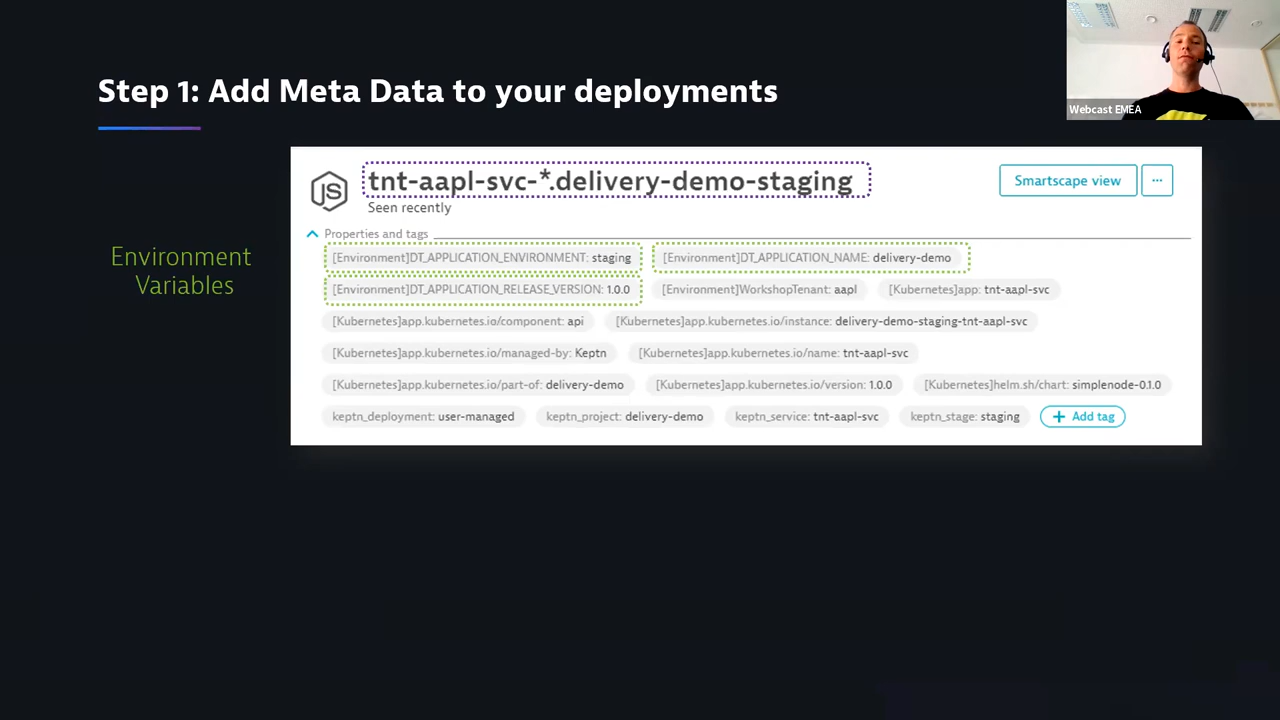 Step 1: Add Meta Data to your deployments
Webcast EMEA
JS
tnt-aapl-svc-*.delivery-demo-staging
Smartscape view
...
Seen recently
Properties and tags
Environment
Variables
[Environment]DT_APPLICATION_ENVIRONMENT: staging [Environment]DT_APPLICATION_NAME: delivery-demo
[Environment]DT_APPLICATION_RELEASE_VERSION: 1.0.0 [Environment]WorkshopTenant: aapl [Kubernetes]app: tnt-aapl-svc
[Kubernetes]app.kubernetes.io/component: api [Kubernetes]app.kubernetes.io/instance: delivery-demo-staging-tnt-aapl-svc
[Kubernetes]app.kubernetes.io/managed-by: Keptn [Kubernetes]app.kubernetes.io/name: tnt-aapl-svc
[Kubernetes]app.kubernetes.io/part-of: delivery-demo [Kubernetes]app.kubernetes.io/version: 1.0.0 [Kubernetes]helm.sh/chart: simplenode-0.1.0
keptn_deployment: user-managed keptn_project: delivery-demo keptn_service: tnt-aapl-svc keptn_stage: staging + Add tag